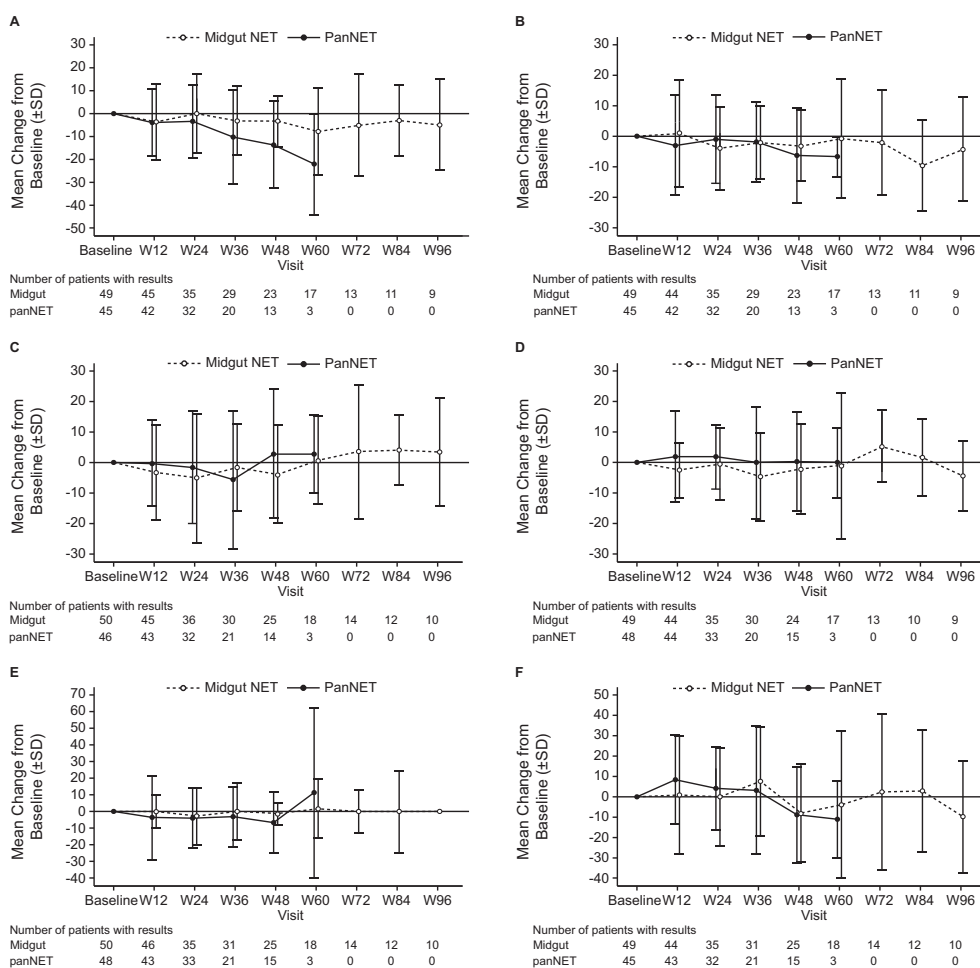 A
Midgut NET PanNET
Mean Change from
Baseline (±SD)
30
20
10
0
-10
-20
-30
-40
-50
Baseline W12 W24 W36 W48 W60 W72 W84 W96
Visit
Number of patients with results
Midgut 49 45 35 29 23 17 13 11 9
panNET 45 42 32 20 13 3 0 0 0
B
Midgut NET PanNET
Mean Change from
Baseline (±SD)
30
20
10
0
-10
-20
-30
Baseline W12 W24 W36 W48 W60 W72 W84 W96
Visit
Number of patients with results
Midgut 49 44 35 29 23 17 13 11 9
panNET 45 42 32 20 13 3 0 0 0
C
Midgut NET PanNET
Mean Change from
Baseline (±SD)
30
20
10
0
-10
-20
-30
Baseline W12 W24 W36 W48 W60 W72 W84 W96
Visit
Number of patients with results
Midgut 50 45 36 30 25 18 14 12 10
panNET 46 43 32 21 14 3 0 0 0
D
Midgut NET PanNET
Mean Change from
Baseline (±SD)
30
20
10
0
-10
-20
-30
Baseline W12 W24 W36 W48 W60 W72 W84 W96
Visit
Number of patients with results
Midgut 49 44 35 30 24 17 13 10 9
panNET 48 44 33 20 15 3 0 0 0
E
Midgut NET PanNET
Mean Change from
Baseline (±SD)
70
60
50
40
30
20
10
0
-10
-20
-30
-40
Baseline W12 W24 W36 W48 W60 W72 W84 W96
Visit
Number of patients with results
Midgut 50 46 35 31 25 18 14 12 10
panNET 48 43 33 21 15 3 0 0 0
F
Midgut NET PanNET
Mean Change from
Baseline (±SD)
50
40
30
20
10
0
-10
-20
-30
-40
Baseline W12 W24 W36 W48 W60 W72 W84 W96
Visit
Number of patients with results
Midgut 49 44 35 31 25 18 14 12 10
panNET 45 43 32 21 15 3 0 0 0